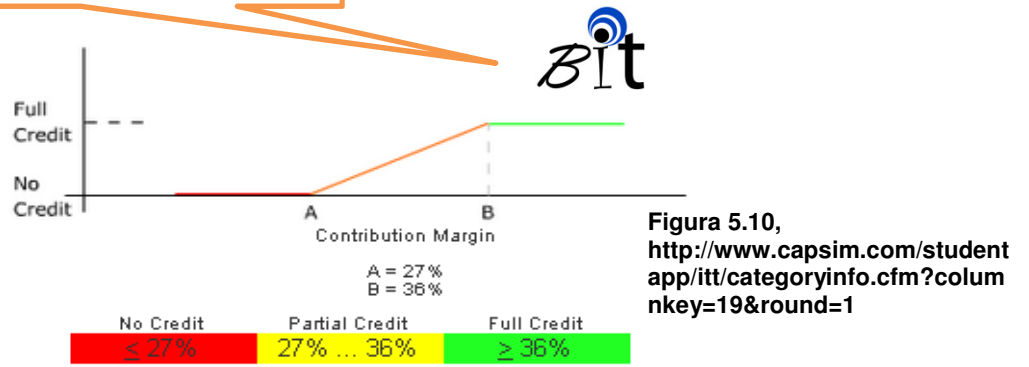 Bit
Full
Credit
No
Credit
A
B
Contribution Margin
A = 27%
B = 36%
No Credit Partial Credit Full Credit
≤ 27% 27% ... 36% ≥ 36%
Figura 5.10,
http://www.capsim.com/student
app/itt/categoryinfo.cfm?colum
nkey=19&round=1